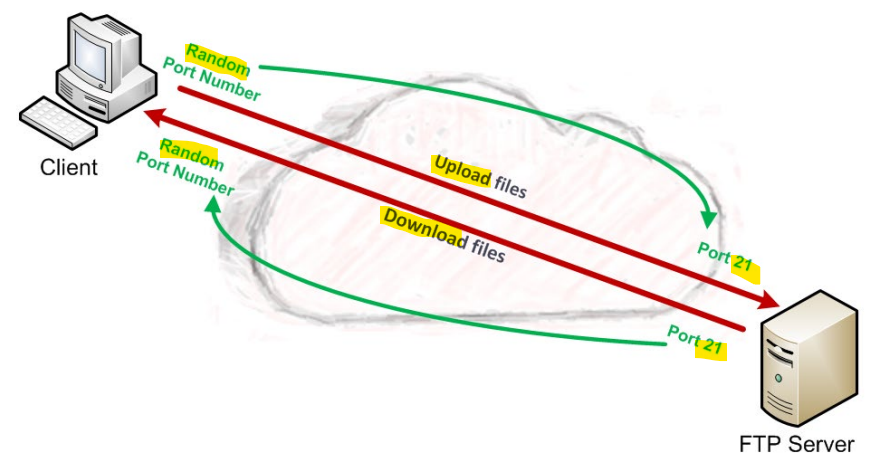 Random
Port Number
Client
Random
Port Number
Upload files
Download files
Port 21
Port 21
FTP Server